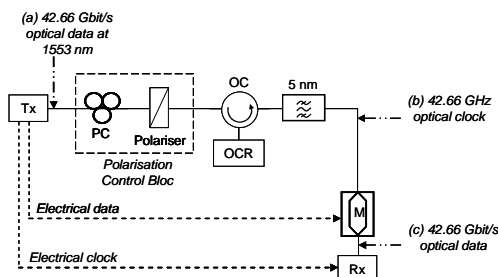 (a) 42.66 Gbit/s
optical data at
1553 nm
Tx
PC
Polariser
Polarisation
Control Bloc
OC
OCR
5 nm
(b) 42.66 GHz
optical clock
Electrical data
M
(c) 42.66 Gbit/s
optical data
Electrical clock
Rx